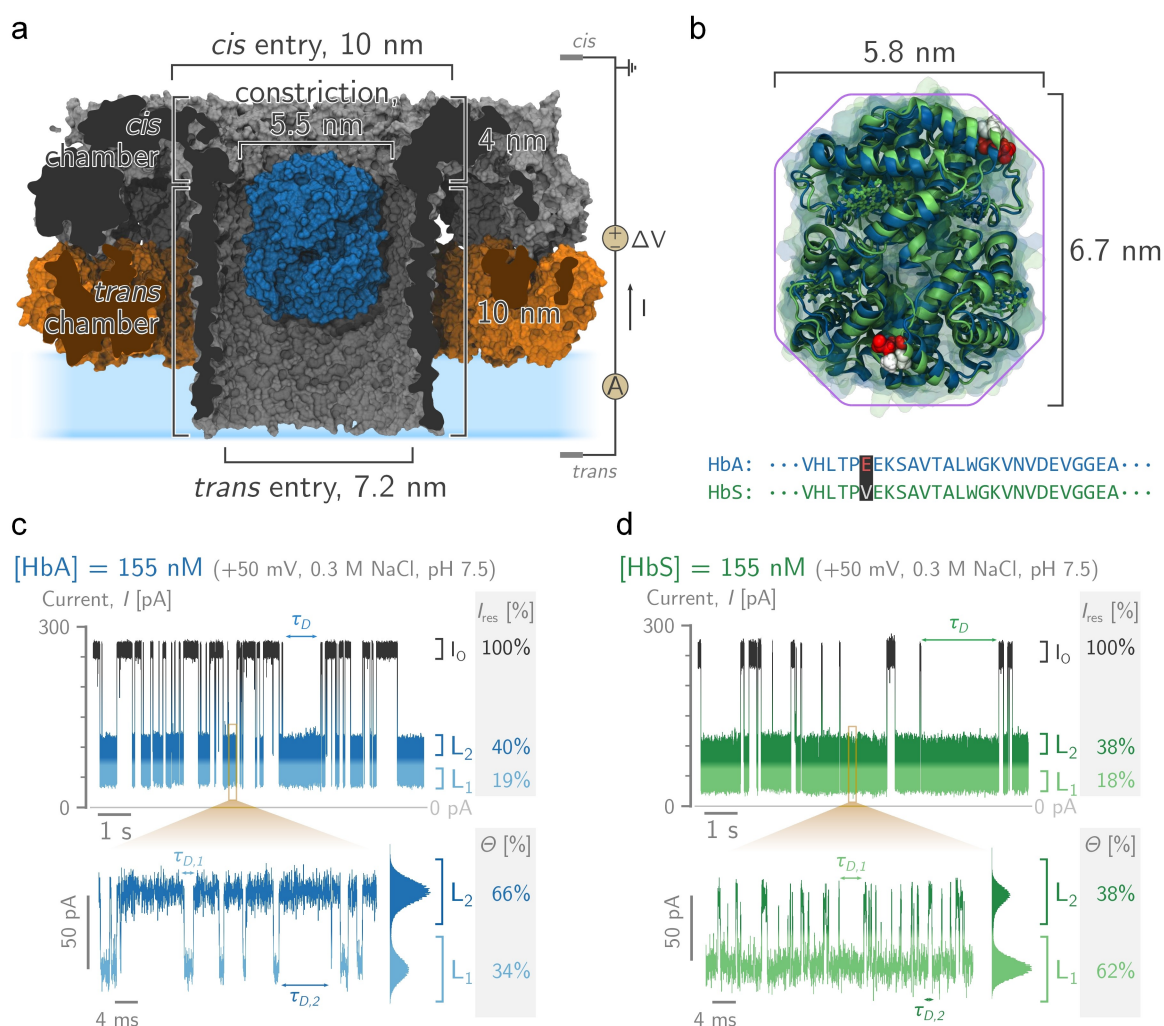 a
cis entry, 10 nm
constriction,
5.5 nm
cis
chamber
4 nm
trans
chamber
10 nm
trans entry, 7.2 nm
cis
+
−
ΔV
I
A
trans
b
5.8 nm
6.7 nm
HbA: ···VHLTPEEKSAVTALWGKVNVDEVGGEA···
HbS: ···VHLTPVEKSAVTALWGKVNVDEVGGEA···
c
[HbA] = 155 nM (+50 mV, 0.3 M NaCl, pH 7.5)
Current, I [pA]
300
0
τD
IO
L2
L1
0 pA
1 s
Ires [%]
100%
40%
19%
τD,1
τD,2
50 pA
4 ms
L2
L1
Θ [%]
66%
34%
d
[HbS] = 155 nM (+50 mV, 0.3 M NaCl, pH 7.5)
Current, I [pA]
300
0
τD
IO
L2
L1
0 pA
1 s
Ires [%]
100%
38%
18%
τD,1
τD,2
50 pA
4 ms
L2
L1
Θ [%]
38%
62%